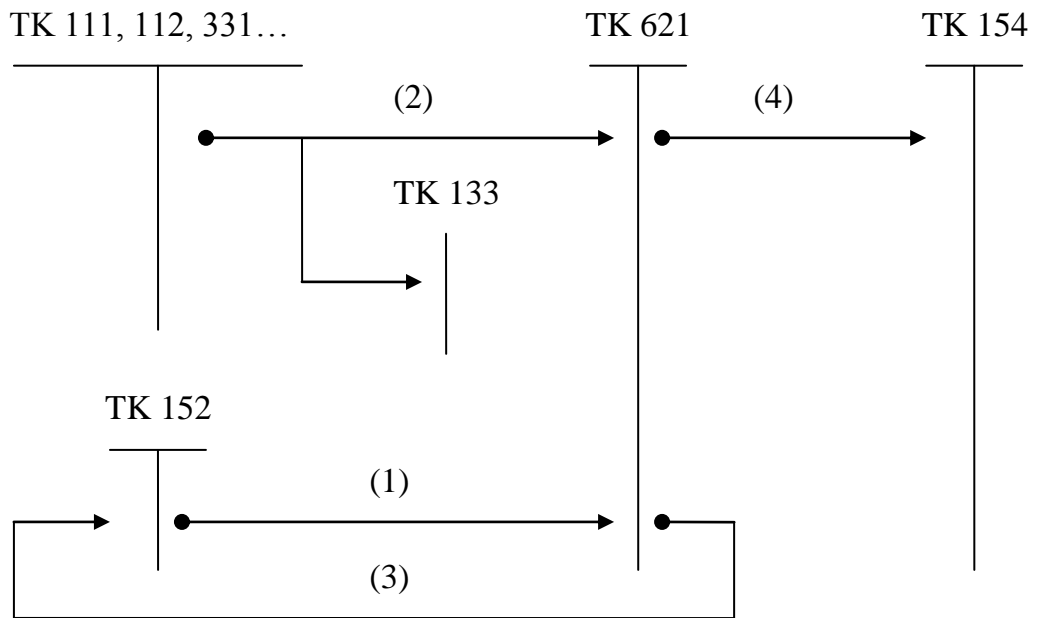 TK 111, 112, 331… TK 621 TK 154
(2) (4)
TK 133
TK 152
(1)
(3)